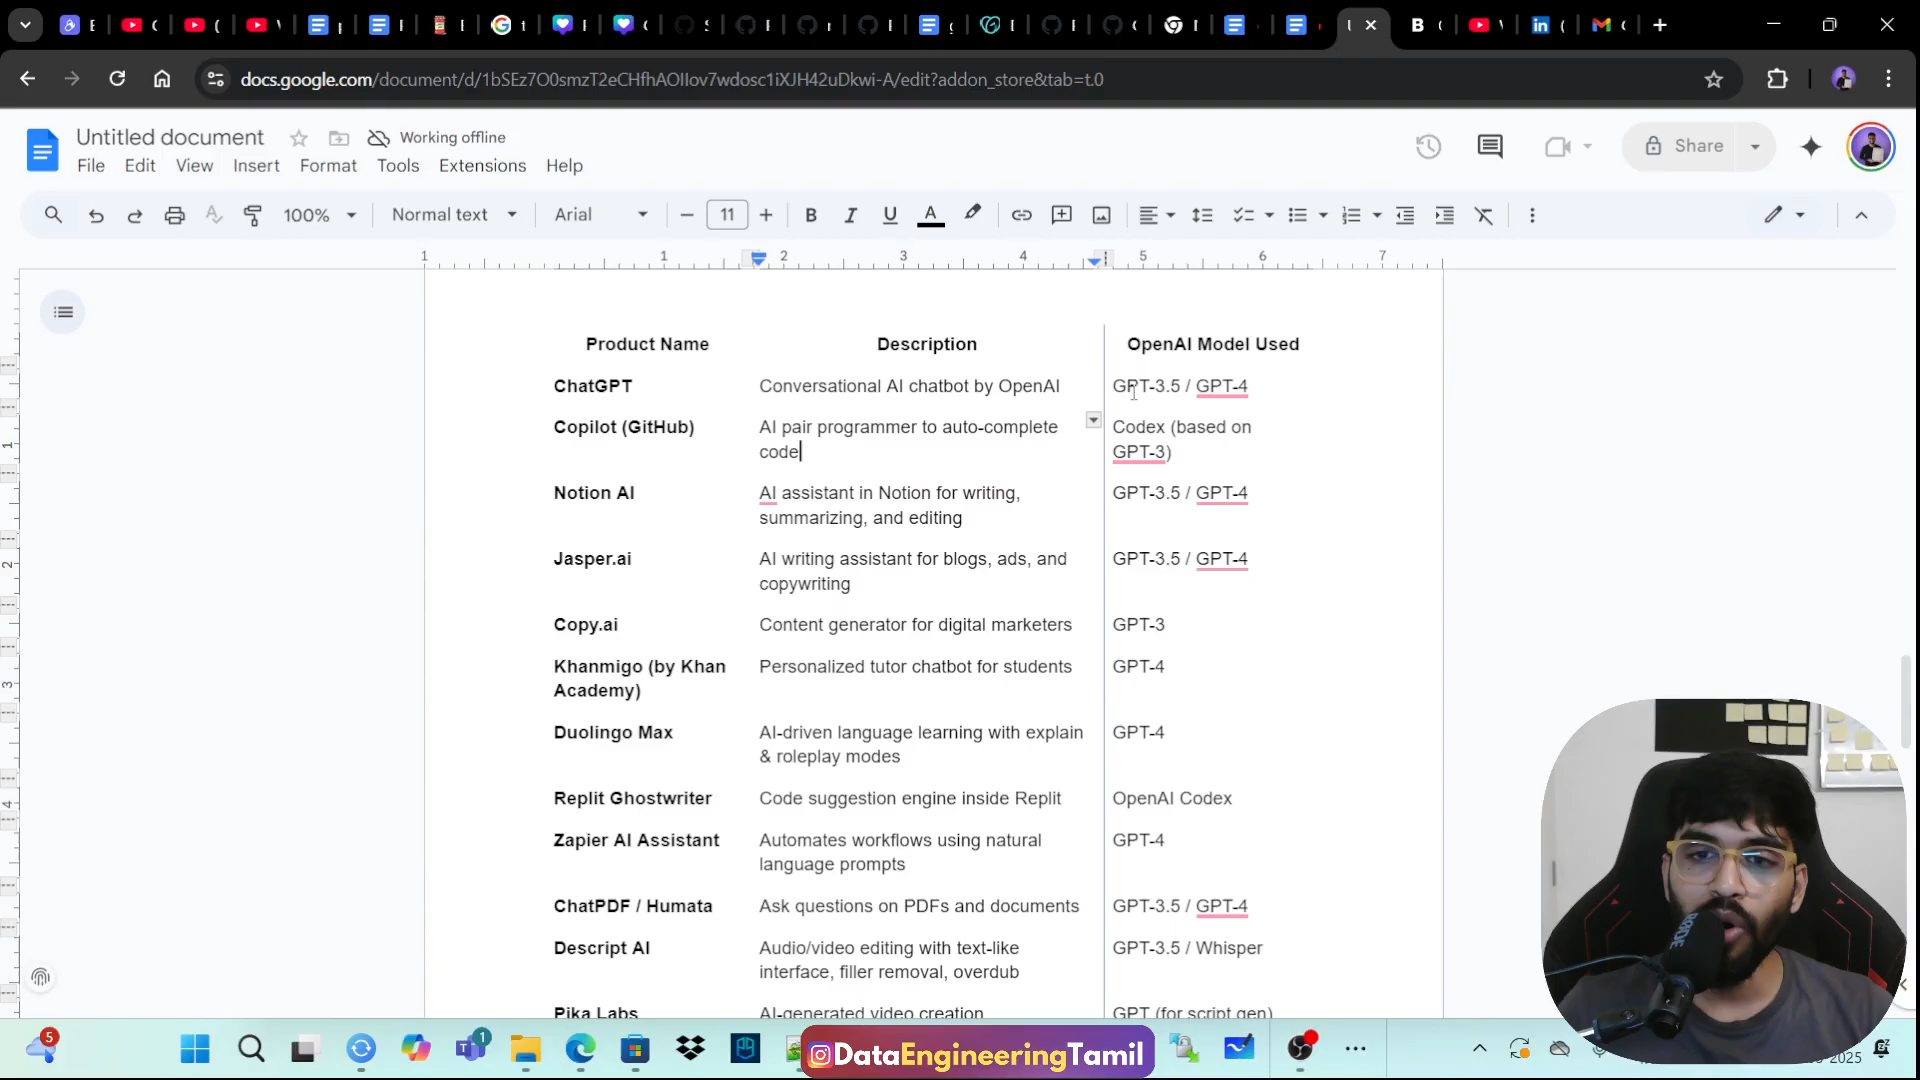 docs.google.com/document/d/1bSEz7O0smzT2eCHfhAOlIov7wdosc1iXJH42uDkwi-A/edit?addon_store&tab=t.0
Untitled document
Working offline
Share
File Edit View Insert Format Tools Extensions Help
100% Normal text Arial 11
1 1 2 3 4 5 6 7
Product Name Description OpenAI Model Used
ChatGPT Conversational AI chatbot by OpenAI GPT-3.5 / GPT-4
Copilot (GitHub) AI pair programmer to auto-complete Codex (based on
code GPT-3)
Notion AI AI assistant in Notion for writing, GPT-3.5 / GPT-4
summarizing, and editing
Jasper.ai AI writing assistant for blogs, ads, and GPT-3.5 / GPT-4
copywriting
Copy.ai Content generator for digital marketers GPT-3
Khanmigo (by Khan Personalized tutor chatbot for students GPT-4
Academy)
Duolingo Max AI-driven language learning with explain GPT-4
& roleplay modes
Replit Ghostwriter Code suggestion engine inside Replit OpenAI Codex
Zapier AI Assistant Automates workflows using natural GPT-4
language prompts
ChatPDF / Humata Ask questions on PDFs and documents GPT-3.5 / GPT-4
Descript AI Audio/video editing with text-like GPT-3.5 / Whisper
interface, filler removal, overdub
Pika Labs AI-generated video creation GPT (for script gen)
DataEngineeringTamil